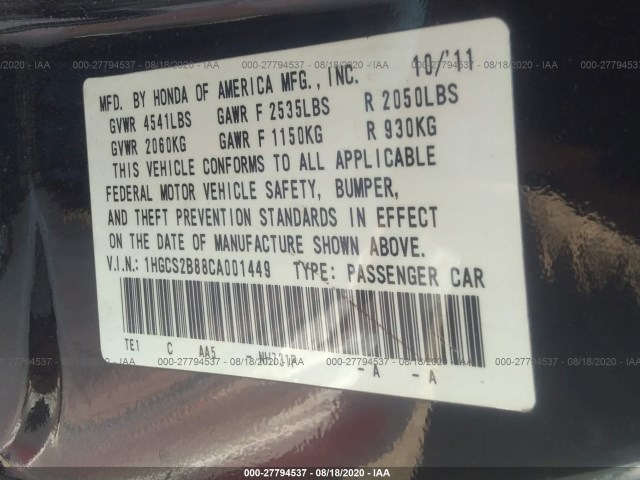 MFD. BY HONDA OF AMERICA MFG., INC. 10/'11
GVWR 4541LBS GAWR F 2535LBS R 2050LBS
GVWR 2060KG GAWR F 1150KG R 930KG
THIS VEHICLE CONFORMS TO ALL APPLICABLE
FEDERAL MOTOR VEHICLE SAFETY, BUMPER,
AND THEFT PREVENTION STANDARDS IN EFFECT
ON THE DATE OF MANUFACTURE SHOWN ABOVE.
V.I.N.: 1HGCS2B88CA001449 TYPE: PASSENGER CAR
TE1 C AA5 - -A -A
000-27794537 - 08/18/2020 - IAA